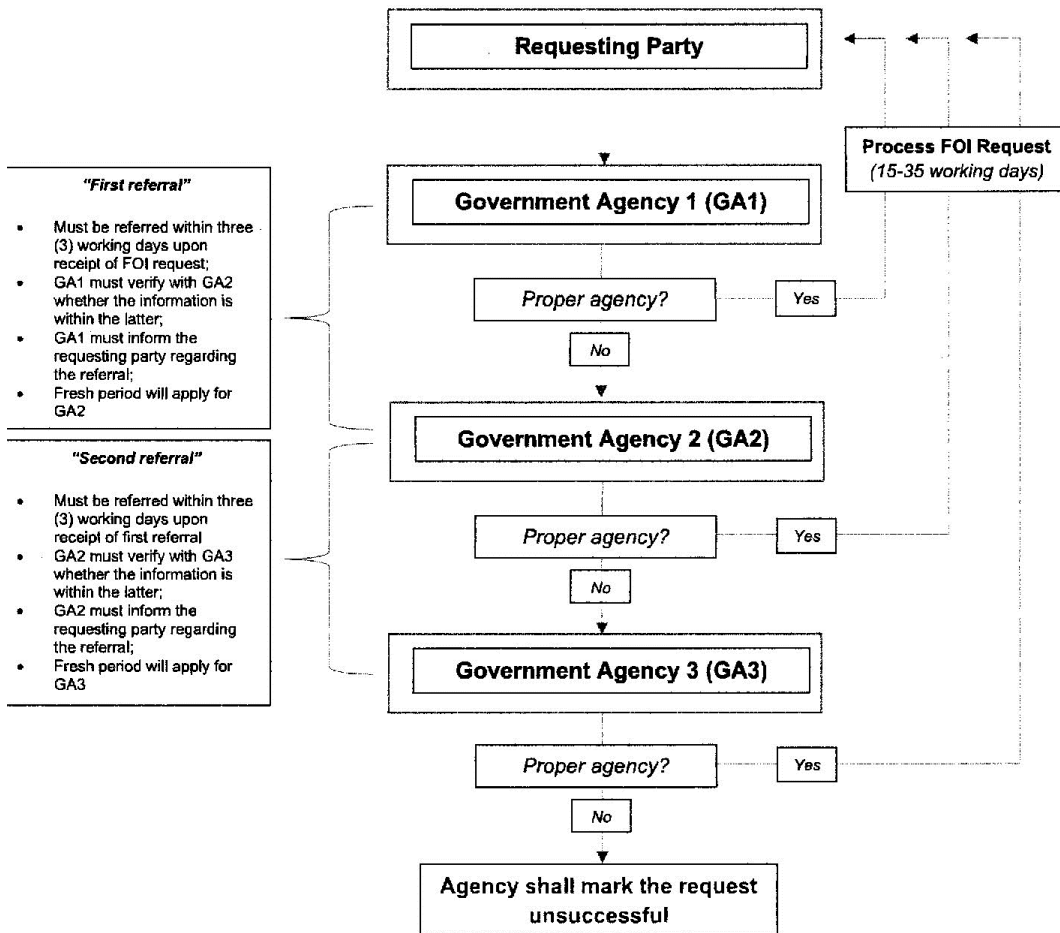 Requesting Party
Process FOI Request
(15-35 working days)
"First referral"
• Must be referred within three
(3) working days upon
receipt of FOI request;
• GA1 must verify with GA2
whether the information is
within the latter;
• GA1 must inform the
requesting party regarding
the referral;
• Fresh period will apply for
GA2
Government Agency 1 (GA1)
Proper agency?
Yes
No
Government Agency 2 (GA2)
"Second referral"
• Must be referred within three
(3) working days upon
receipt of first referral
• GA2 must verify with GA3
whether the information is
within the latter;
• GA2 must inform the
requesting party regarding
the referral;
• Fresh period will apply for
GA3
Proper agency?
Yes
No
Government Agency 3 (GA3)
Proper agency?
Yes
No
Agency shall mark the request
unsuccessful